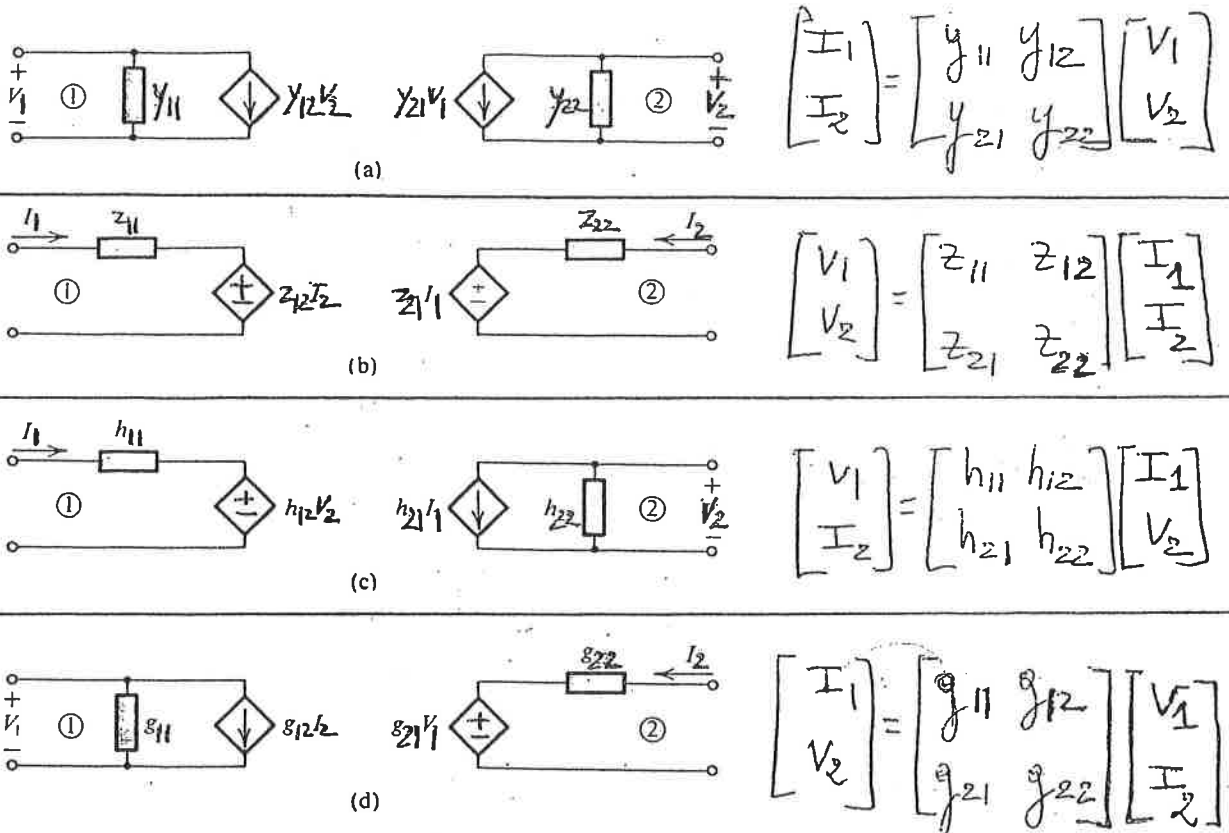 + V₁ − ① y₁₁ y₁₂V₂ y₂₁V₁ y₂₂ ② + V₂ −
(a)
[I₁ I₂] = [y₁₁ y₁₂ y₂₁ y₂₂] [V₁ V₂]
I₁ z₁₁ z₂₂ I₂
① + − z₁₂I₂ z₂₁I₁ + − ②
(b)
[V₁ V₂] = [z₁₁ z₁₂ z₂₁ z₂₂] [I₁ I₂]
I₁ h₁₁
① + − h₁₂V₂ h₂₁I₁ h₂₂ ② + V₂ −
(c)
[V₁ I₂] = [h₁₁ h₁₂ h₂₁ h₂₂] [I₁ V₂]
g₂₂ I₂
+ V₁ − ① g₁₁ g₁₂I₂ g₂₁V₁ + − ②
(d)
[I₁ V₂] = [g₁₁ g₁₂ g₂₁ g₂₂] [V₁ I₂]